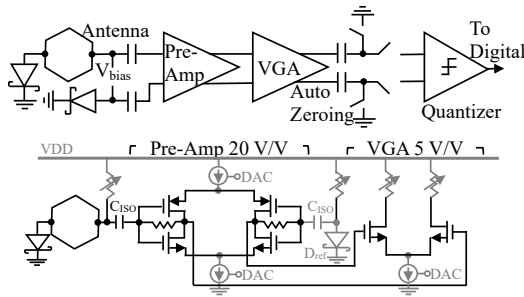 Antenna
V_bias
Pre-
Amp
VGA
Auto
Zeroing
To
Digital
Quantizer
VDD
Pre-Amp 20 V/V
VGA 5 V/V
DAC
C_ISO
C_ISO
D_ref
DAC
DAC